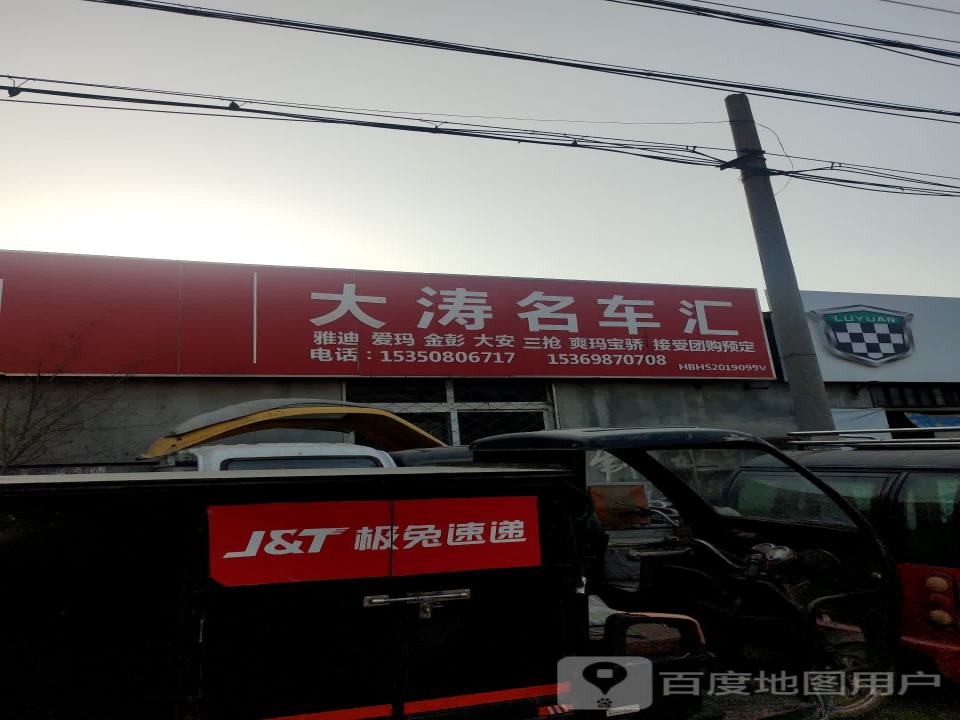 大涛名车汇
雅迪 爱玛 金彭 大安 三抢 爽玛宝骄 接受团购预定
电话：15350806717 15369870708
HBHS2019099V
LUYUAN
J&T 极兔速递
百度地图用户